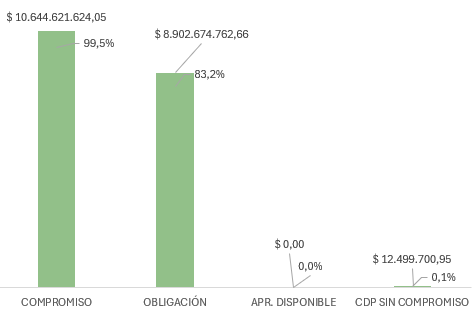 $ 10.644.621.624,05
99,5%
$ 8.902.674.762,66
83,2%
$ 0,00
0,0%
$ 12.499.700,95
0,1%
COMPROMISO
OBLIGACIÓN
APR. DISPONIBLE
CDP SIN COMPROMISO